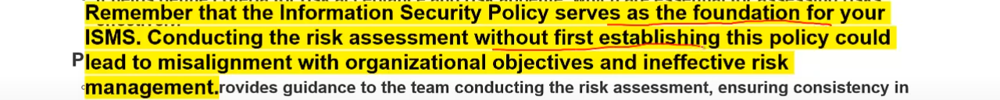 Remember that the Information Security Policy serves as the foundation for your
ISMS. Conducting the risk assessment without first establishing this policy could
lead to misalignment with organizational objectives and ineffective risk
management.
P
rovides guidance to the team conducting the risk assessment, ensuring consistency in